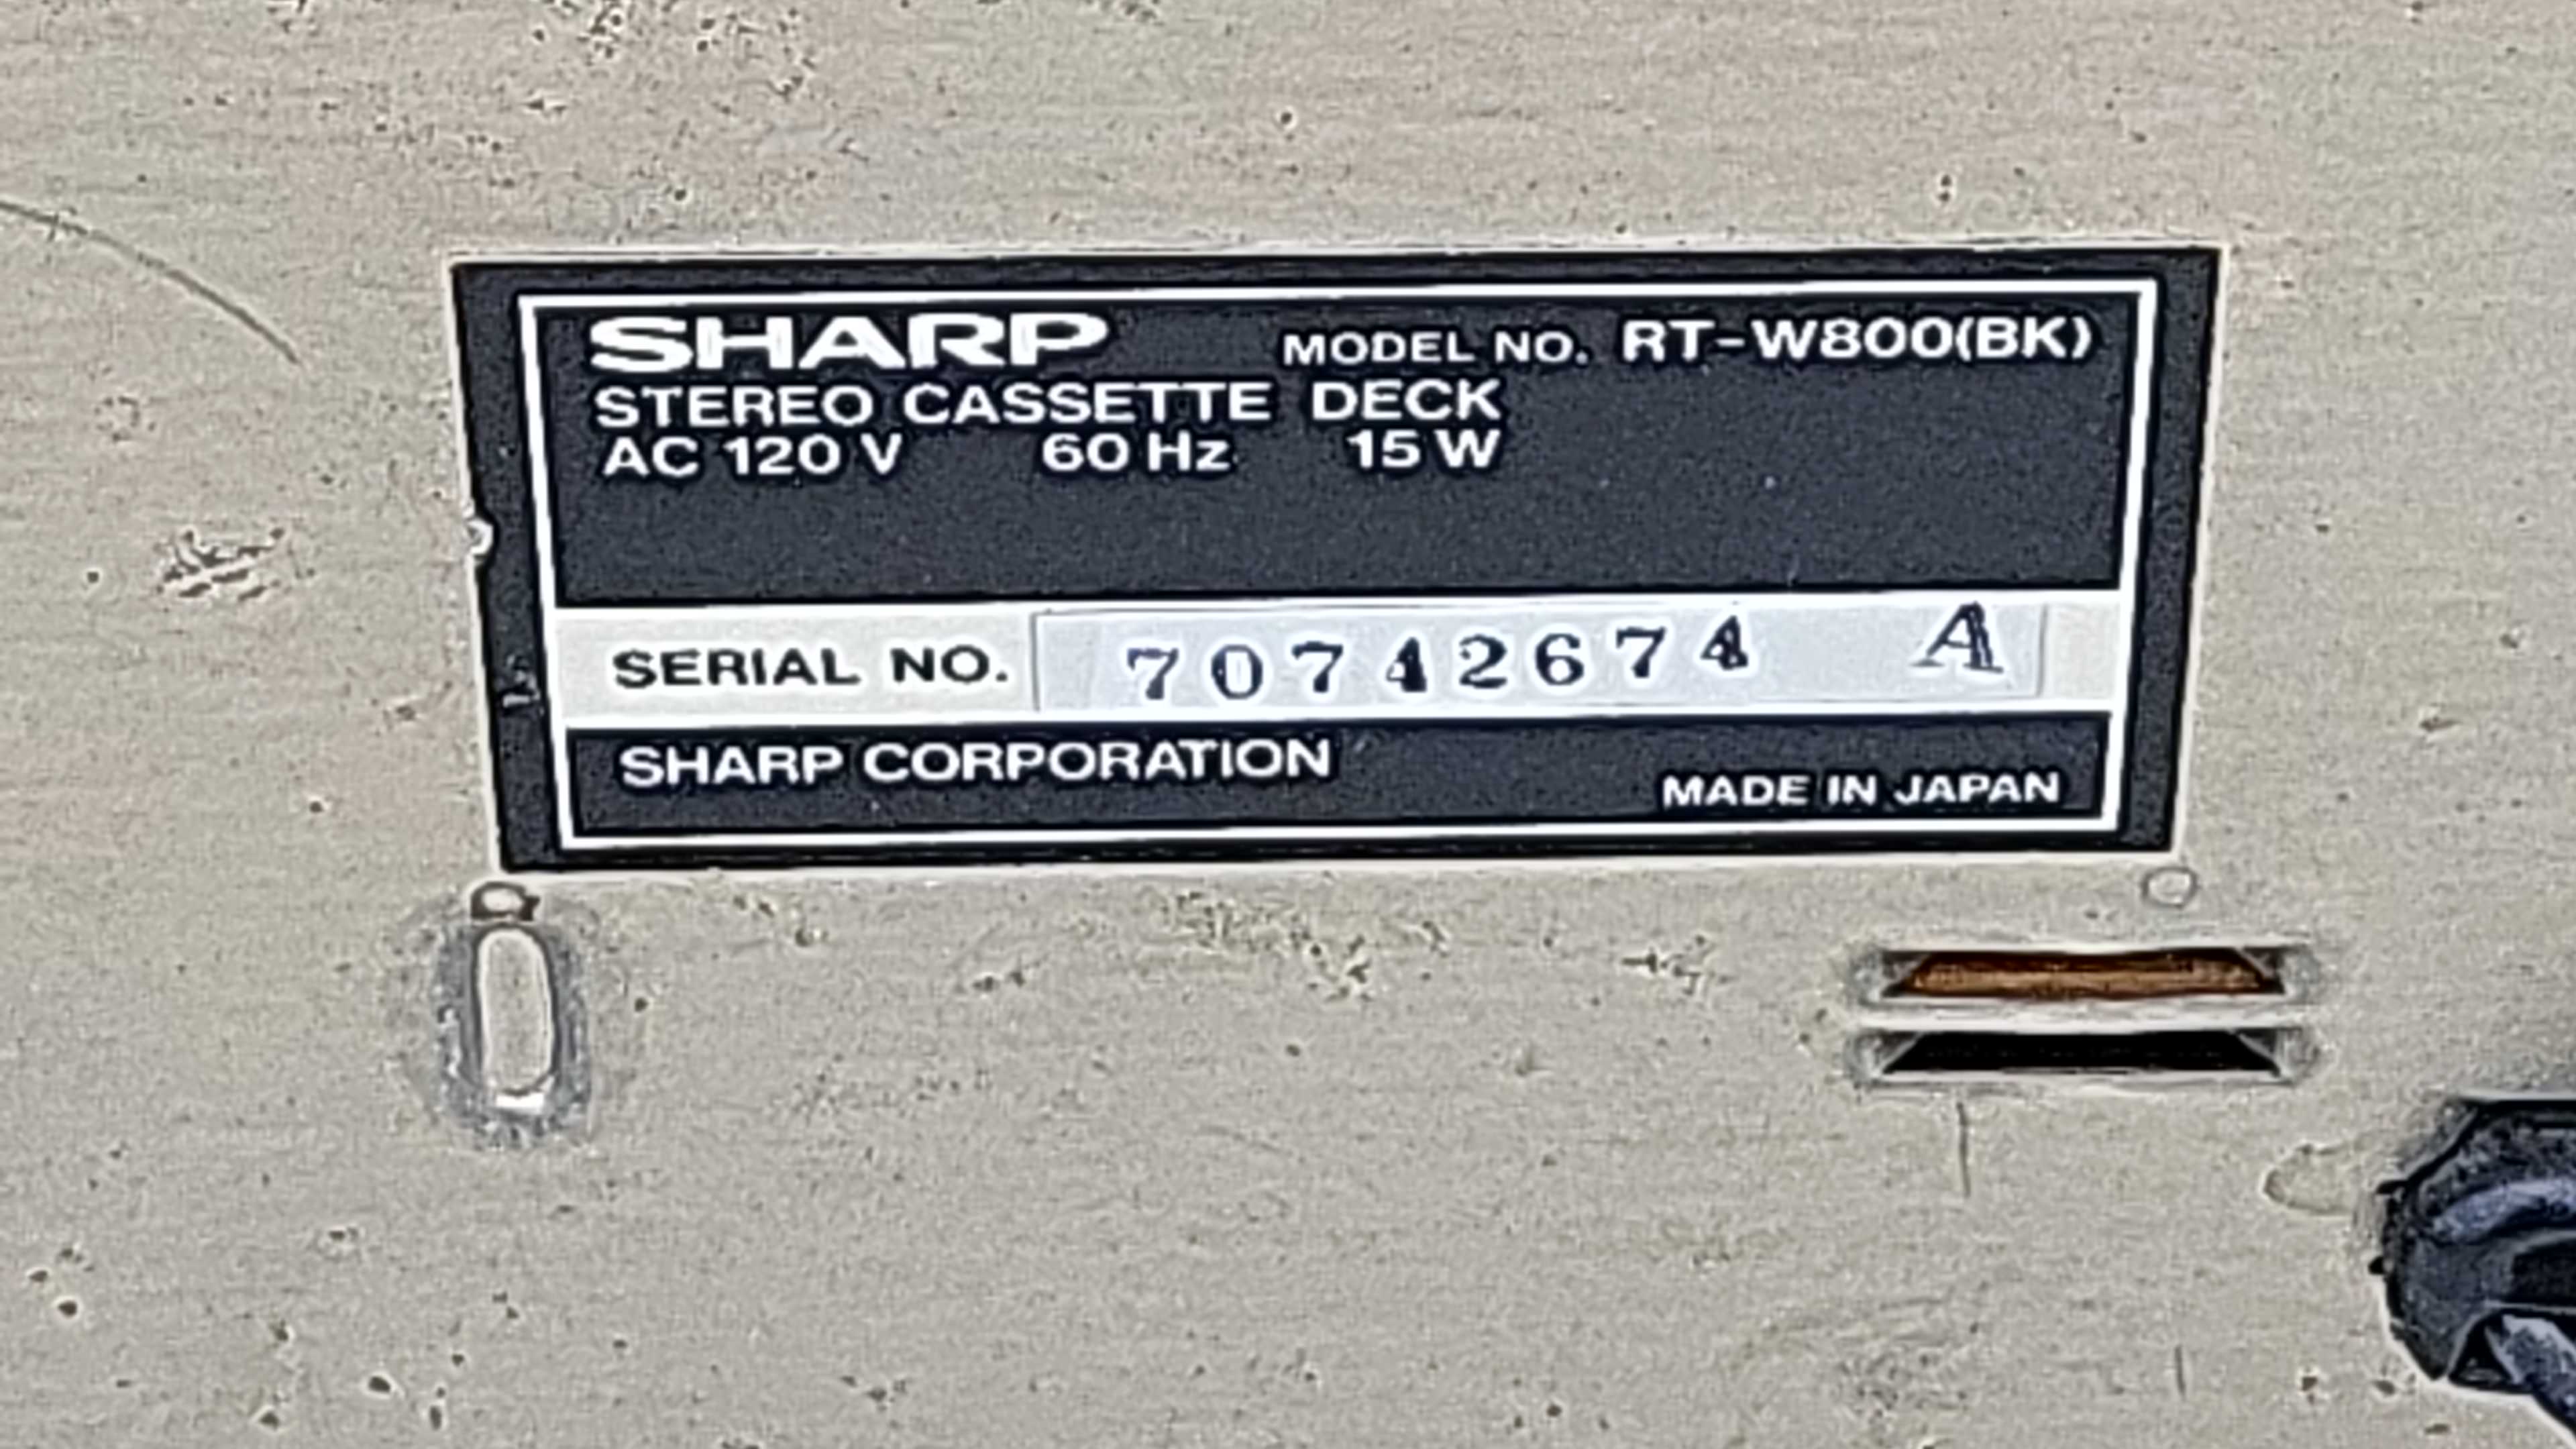 SHARP MODEL NO. RT-W800(BK)
STEREO CASSETTE DECK
AC 120 V 60 Hz 15 W
SERIAL NO. 70742674 A
SHARP CORPORATION
MADE IN JAPAN